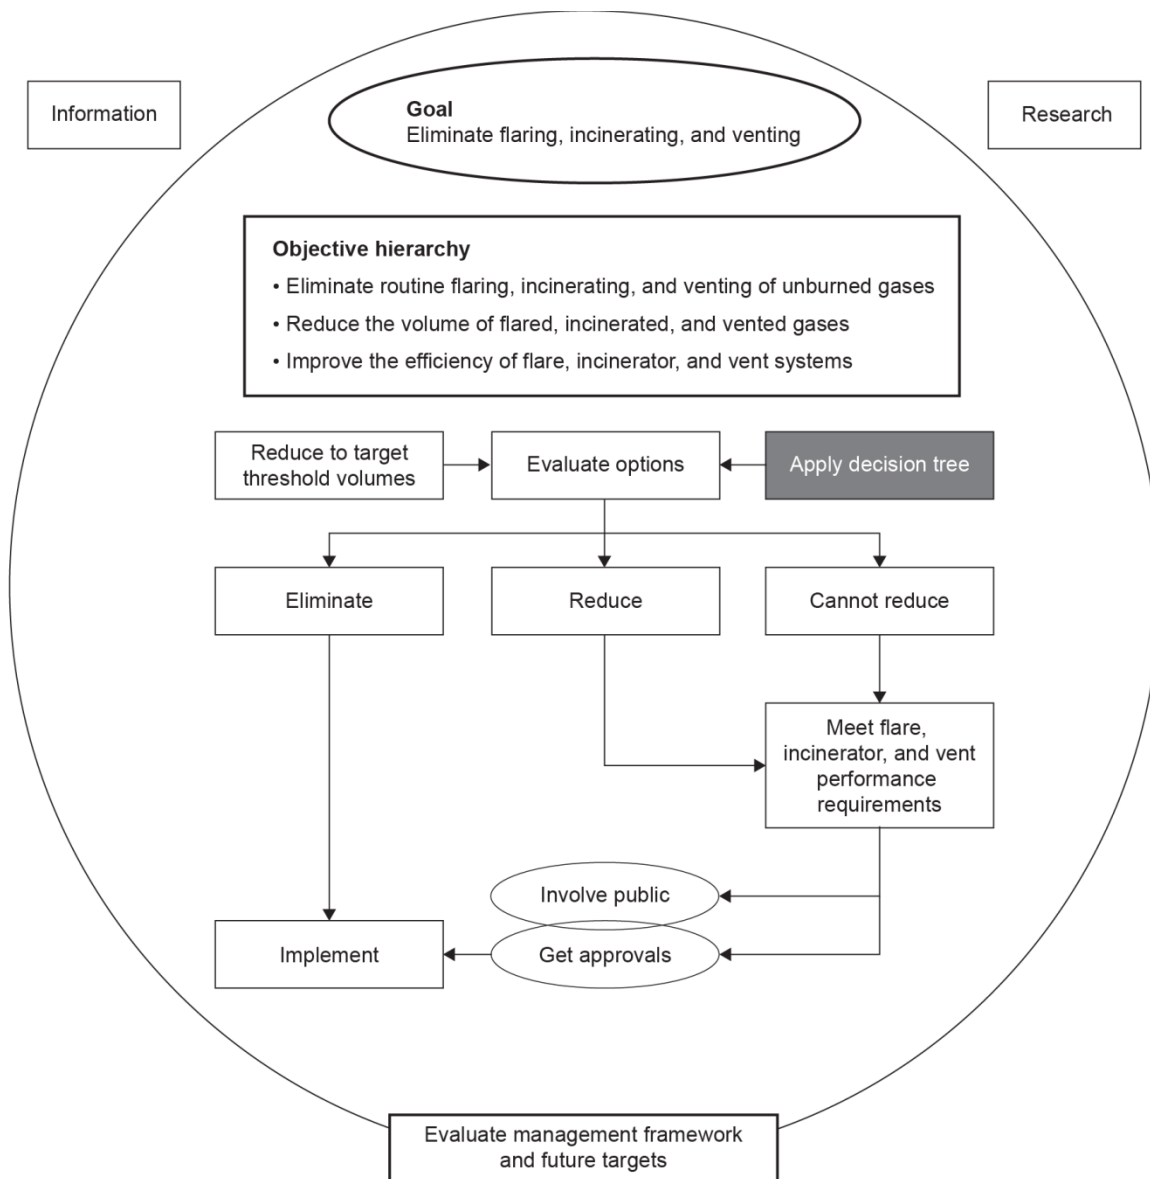 Information
Goal
Eliminate flaring, incinerating, and venting
Research
Objective hierarchy
• Eliminate routine flaring, incinerating, and venting of unburned gases
• Reduce the volume of flared, incinerated, and vented gases
• Improve the efficiency of flare, incinerator, and vent systems
Reduce to target
threshold volumes
Evaluate options
Apply decision tree
Eliminate
Reduce
Cannot reduce
Meet flare,
incinerator, and vent
performance
requirements
Involve public
Implement
Get approvals
Evaluate management framework
and future targets